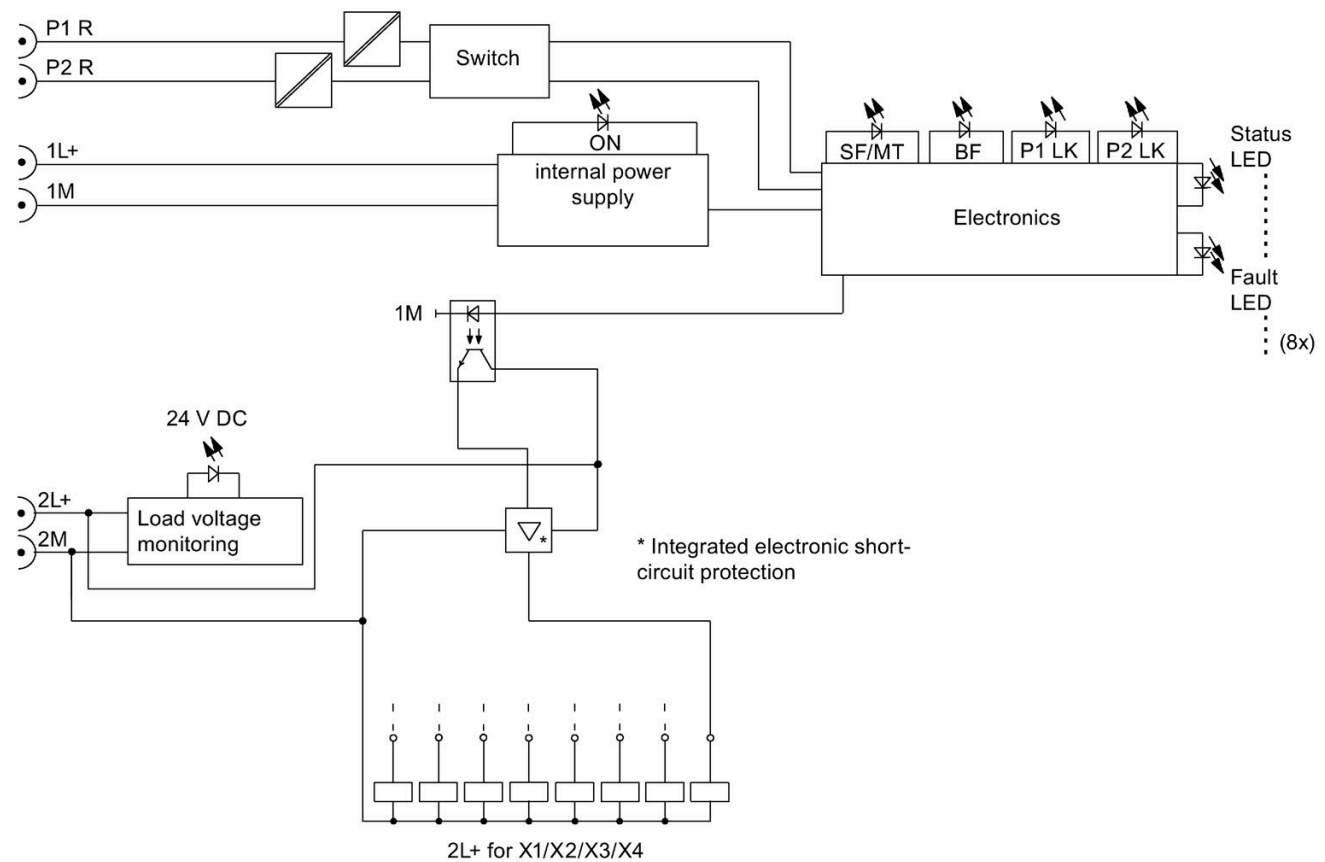 P1 R
P2 R
Switch
1L+
1M
ON
internal power
supply
SF/MT
BF
P1 LK
P2 LK
Status
LED
Electronics
Fault
LED
(8x)
1M
24 V DC
2L+
2M
Load voltage
monitoring
*
* Integrated electronic short-
circuit protection
2L+ for X1/X2/X3/X4